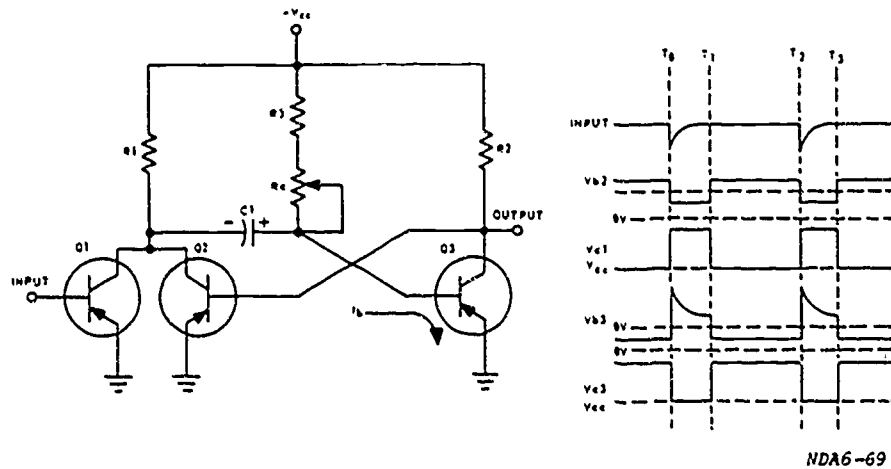 -Vcc
R3
R1
R2
R4
C1
- +
OUTPUT
Q1
Q2
Q3
INPUT
Ib
T0 T1 T2 T3
INPUT
Vb2
0V
Vc1
Vcc
Vb3
0V
0V
Vc3
Vcc
NDA6-69